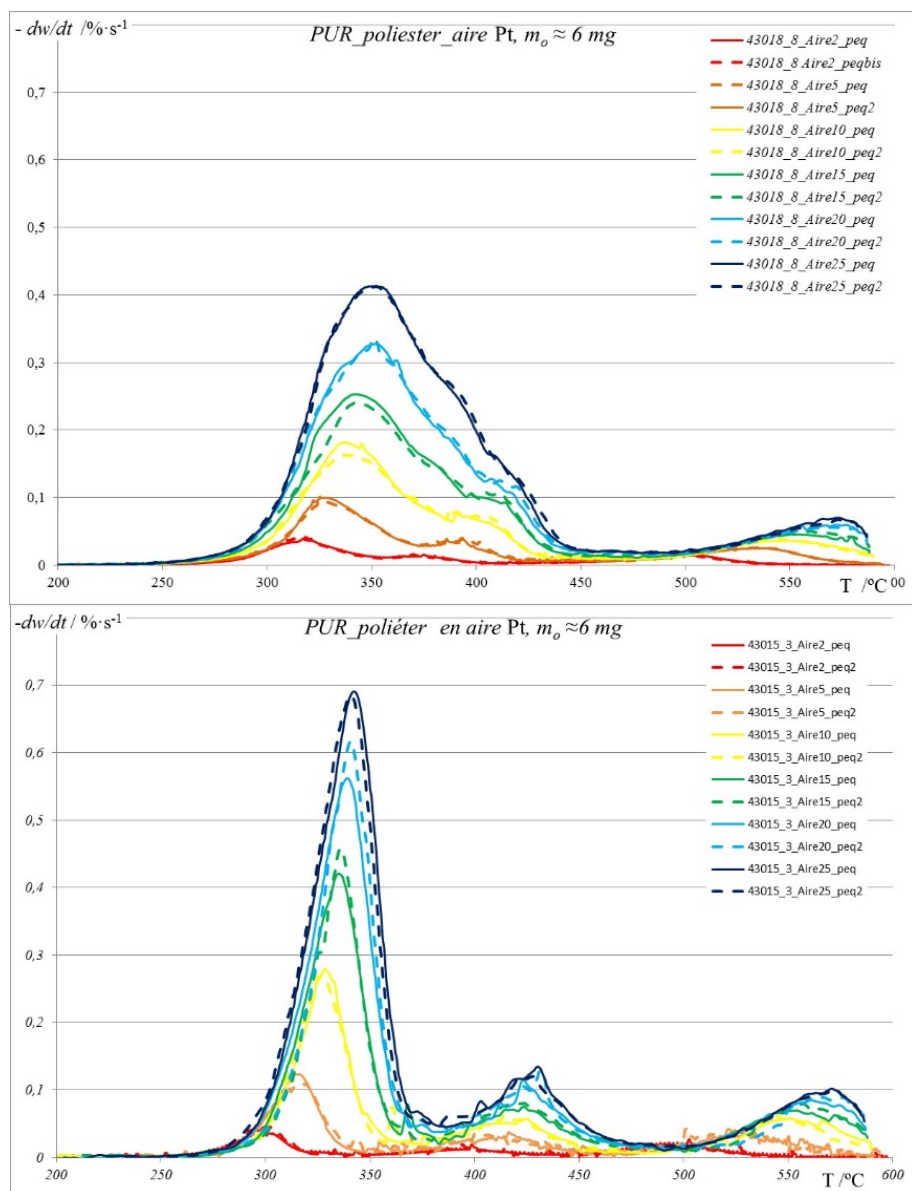 - dw/dt /%·s⁻¹
PUR_poliester_aire Pt, mₒ ≈ 6 mg
43018_8_Aire2_peq
43018_8 Aire2_peqbis
43018_8_Aire5_peq
43018_8_Aire5_peq2
43018_8_Aire10_peq
43018_8_Aire10_peq2
43018_8_Aire15_peq
43018_8_Aire15_peq2
43018_8_Aire20_peq
43018_8_Aire20_peq2
43018_8_Aire25_peq
43018_8_Aire25_peq2
0,7
0,6
0,5
0,4
0,3
0,2
0,1
0
200 250 300 350 400 450 500 550 00
T /ºC
-dw/dt / %·s⁻¹
PUR_poliéter en aire Pt, mₒ ≈6 mg
43015_3_Aire2_peq
43015_3_Aire2_peq2
43015_3_Aire5_peq
43015_3_Aire5_peq2
43015_3_Aire10_peq
43015_3_Aire10_peq2
43015_3_Aire15_peq
43015_3_Aire15_peq2
43015_3_Aire20_peq
43015_3_Aire20_peq2
43015_3_Aire25_peq
43015_3_Aire25_peq2
0,7
0,6
0,5
0,4
0,3
0,2
0,1
0
200 250 300 350 400 450 500 550 600
T /ºC